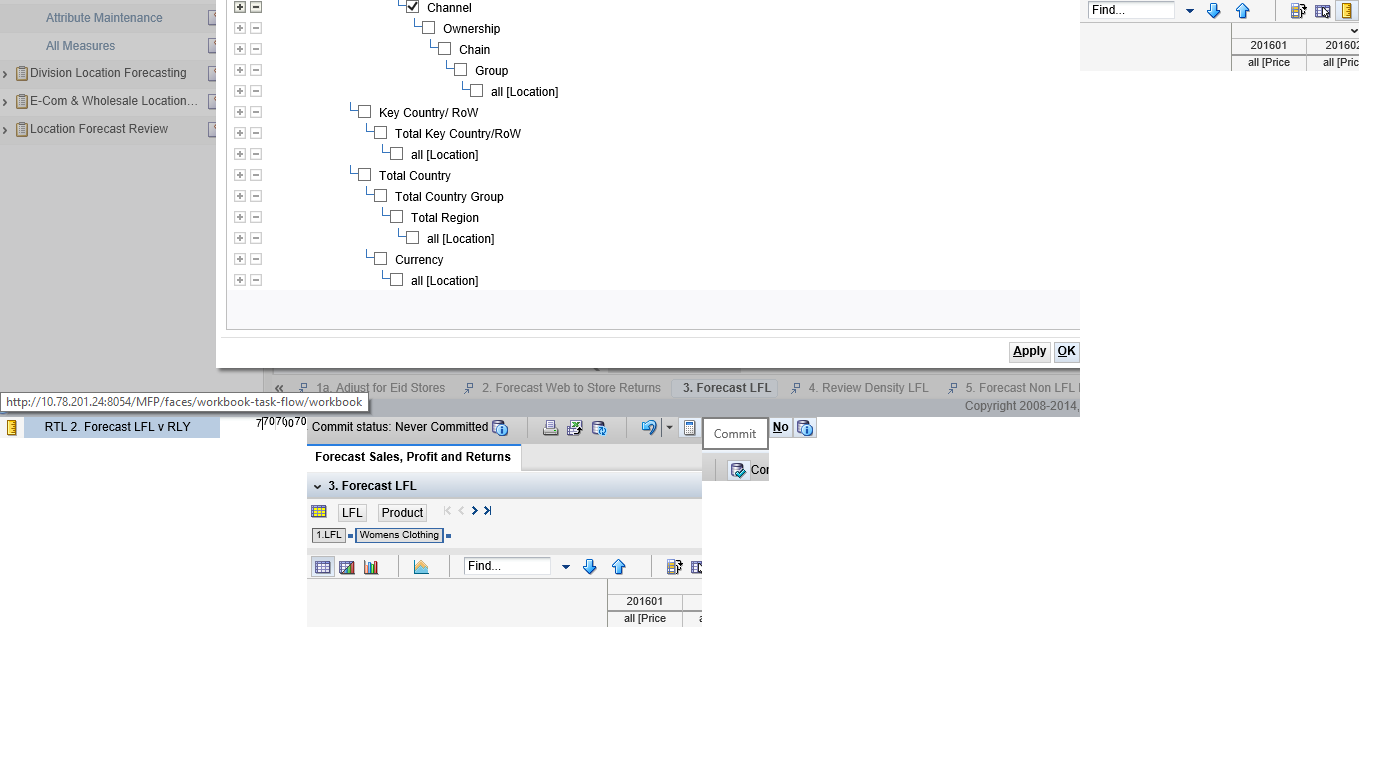 Attribute Maintenance
All Measures
Division Location Forecasting
E-Com & Wholesale Location...
Location Forecast Review
Channel
Ownership
Chain
Group
all [Location]
Key Country/ RoW
Total Key Country/RoW
all [Location]
Total Country
Total Country Group
Total Region
all [Location]
Currency
all [Location]
Apply OK
Find...
201601 201602
all [Price all [Pric
1a. Adjust for Eid Stores 2. Forecast Web to Store Returns 3. Forecast LFL 4. Review Density LFL 5. Forecast Non LFL
http://10.78.201.24:8054/MFP/faces/workbook-task-flow/workbook
Copyright 2008-2014,
RTL 2. Forecast LFL v RLY
Commit status: Never Committed
Commit
No
Cor
Forecast Sales, Profit and Returns
3. Forecast LFL
LFL Product
1.LFL Womens Clothing
Find...
201601
all [Price a